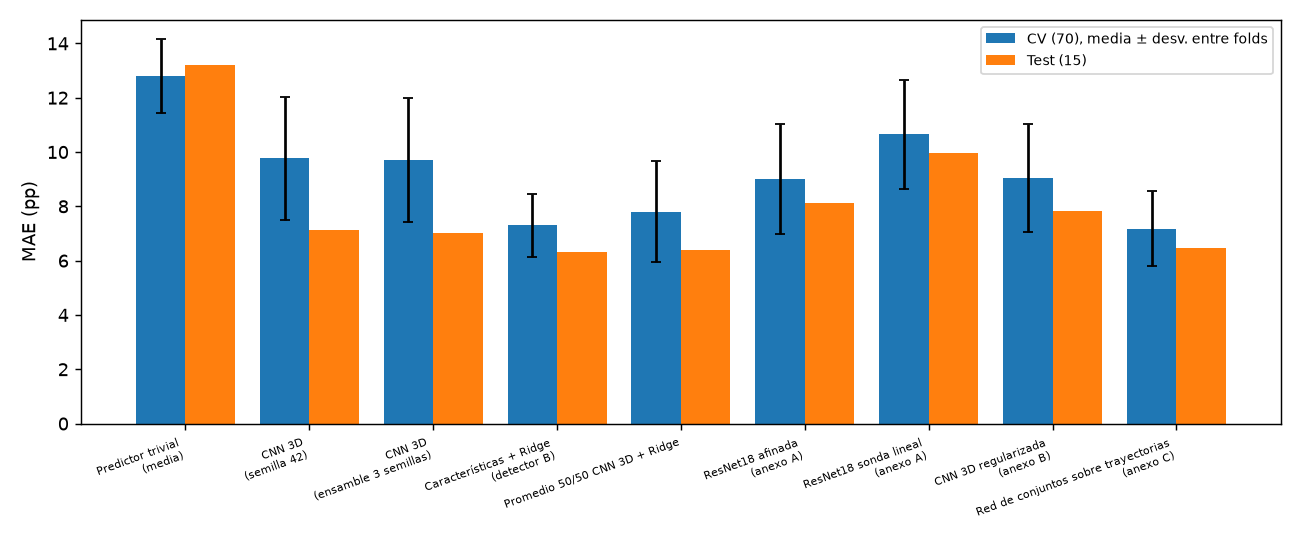 14
12
10
8
6
4
2
0
MAE (pp)
CV (70), media ± desv. entre folds
Test (15)
Predictor trivial
(media)
CNN 3D
(semilla 42)
CNN 3D
(ensamble 3 semillas)
Características + Ridge
(detector B)
Promedio 50/50 CNN 3D + Ridge
ResNet18 afinada
(anexo A)
ResNet18 sonda lineal
(anexo A)
CNN 3D regularizada
(anexo B)
Red de conjuntos sobre trayectorias
(anexo C)